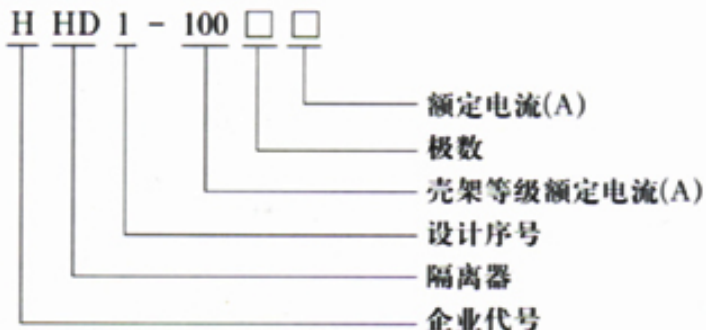 H HD 1 - 100 □ □
额定电流(A)
极数
壳架等级额定电流(A)
设计序号
隔离器
企业代号